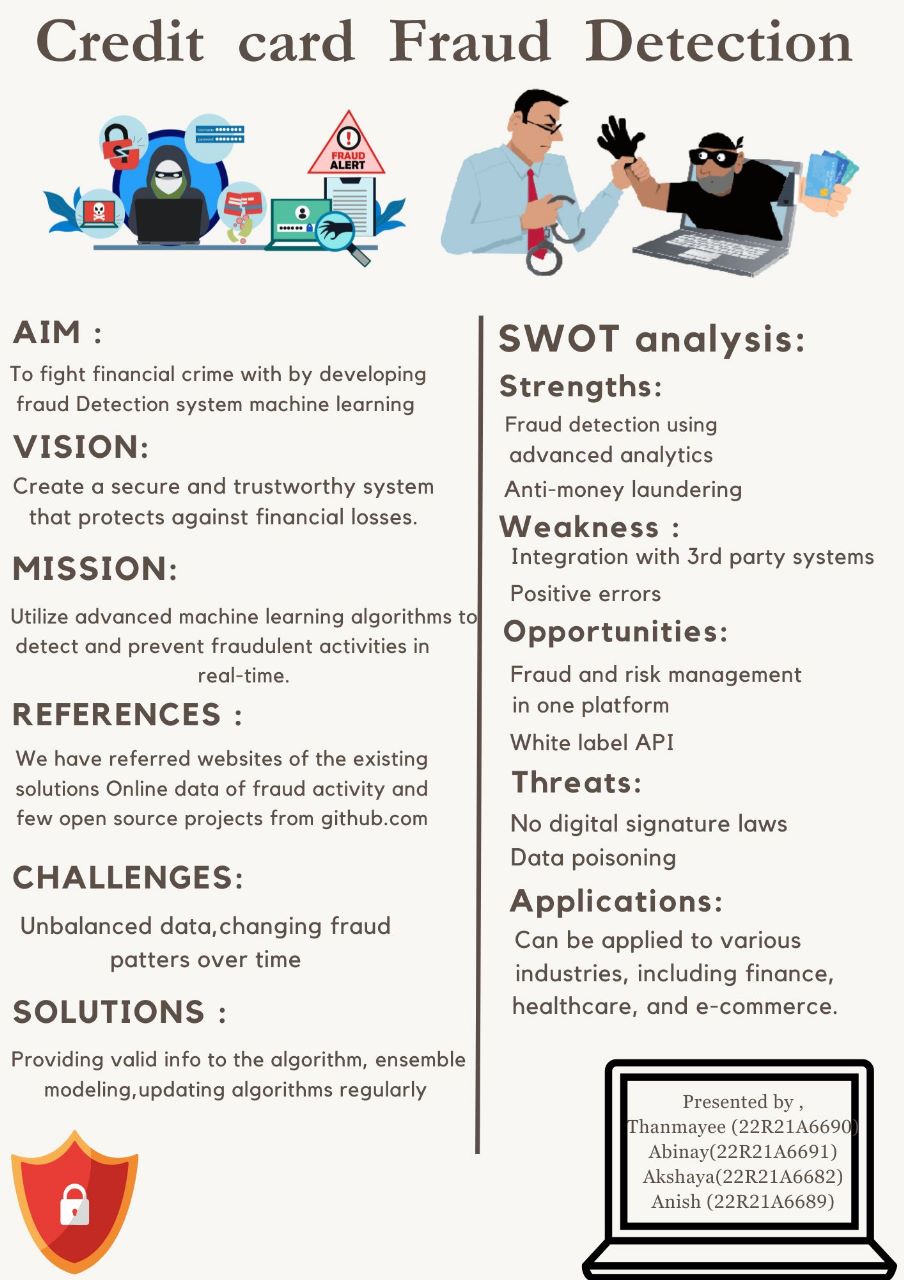 Credit card Fraud Detection
FRAUD
ALERT
AIM :
To fight financial crime with by developing
fraud Detection system machine learning
VISION:
Create a secure and trustworthy system
that protects against financial losses.
MISSION:
Utilize advanced machine learning algorithms to
detect and prevent fraudulent activities in
real-time.
REFERENCES :
We have referred websites of the existing
solutions Online data of fraud activity and
few open source projects from github.com
CHALLENGES:
Unbalanced data,changing fraud
patters over time
SOLUTIONS :
Providing valid info to the algorithm, ensemble
modeling,updating algorithms regularly
SWOT analysis:
Strengths:
Fraud detection using
advanced analytics
Anti-money laundering
Weakness :
Integration with 3rd party systems
Positive errors
Opportunities:
Fraud and risk management
in one platform
White label API
Threats:
No digital signature laws
Data poisoning
Applications:
Can be applied to various
industries, including finance,
healthcare, and e-commerce.
Presented by ,
Thanmayee (22R21A6690)
Abinay(22R21A6691)
Akshaya(22R21A6682)
Anish (22R21A6689)